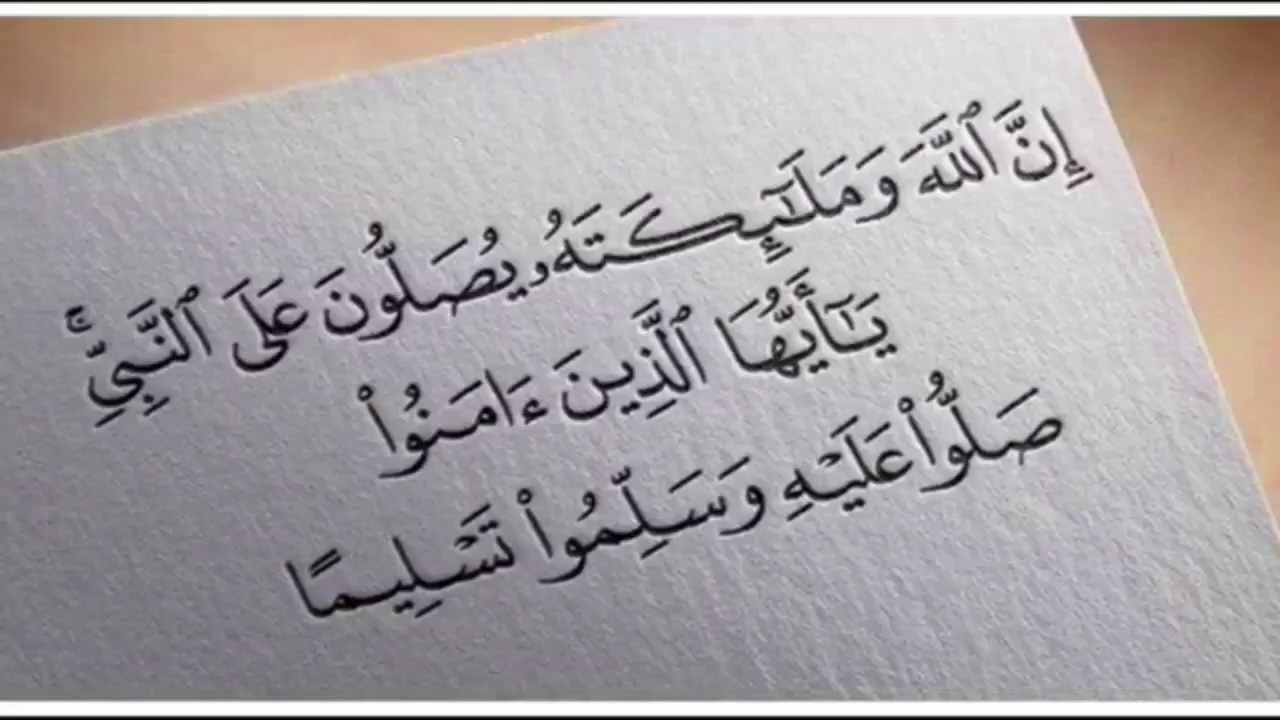 إِنَّ ٱللَّهَ وَمَلَـٰٓئِكَتَهُۥ يُصَلُّونَ عَلَى ٱلنَّبِىِّ ۚ
يَـٰٓأَيُّهَا ٱلَّذِينَ ءَامَنُوا۟
صَلُّوا۟ عَلَيْهِ وَسَلِّمُوا۟ تَسْلِيمًا